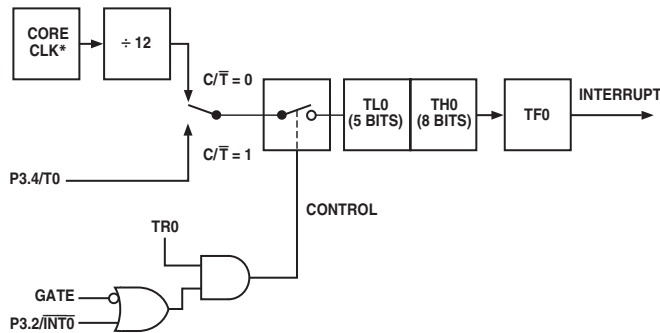 CORE
CLK*
÷ 12
C/T̅ = 0
C/T̅ = 1
P3.4/T0
TL0
(5 BITS)
TH0
(8 BITS)
TF0
INTERRUPT
CONTROL
TR0
GATE
P3.2/I̅N̅T̅0̅